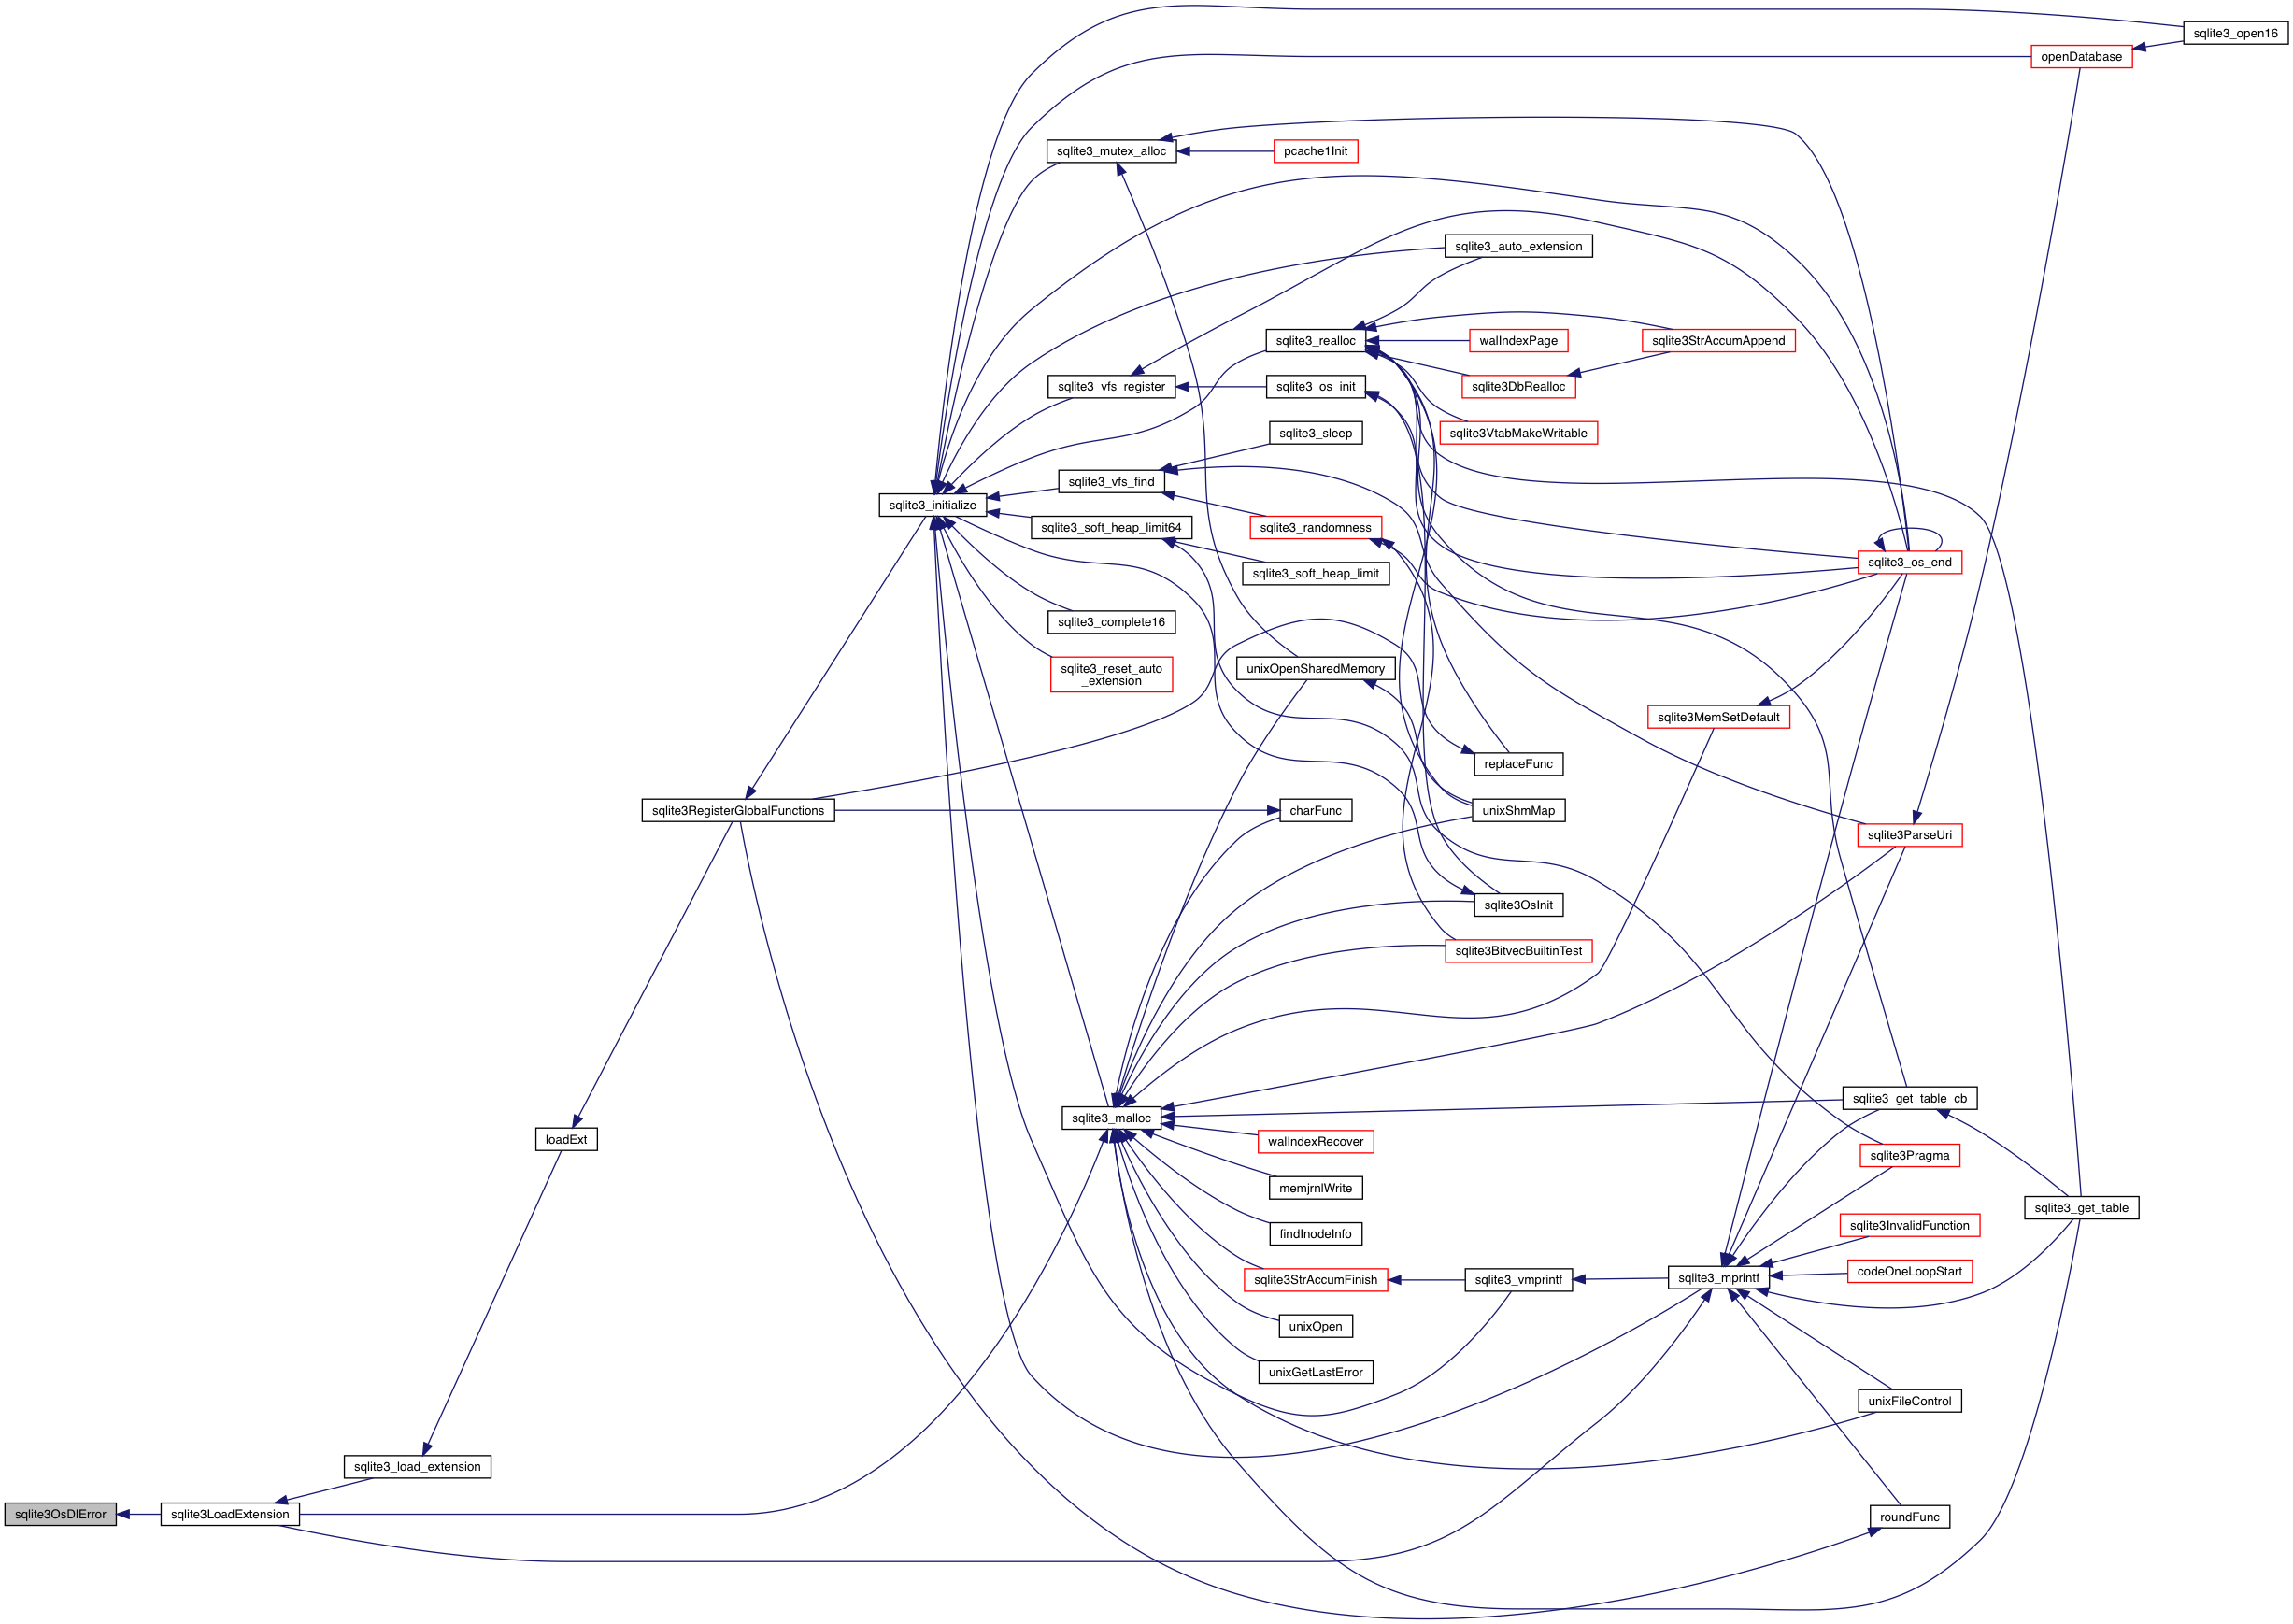 sqlite3_open16
openDatabase
sqlite3_mutex_alloc
pcache1Init
sqlite3_auto_extension
sqlite3_realloc
walIndexPage
sqlite3StrAccumAppend
sqlite3_vfs_register
sqlite3_os_init
sqlite3DbRealloc
sqlite3_sleep
sqlite3VtabMakeWritable
sqlite3_vfs_find
sqlite3_initialize
sqlite3_soft_heap_limit64
sqlite3_randomness
sqlite3_os_end
sqlite3_soft_heap_limit
sqlite3_complete16
sqlite3_reset_auto
_extension
unixOpenSharedMemory
sqlite3MemSetDefault
replaceFunc
sqlite3RegisterGlobalFunctions
charFunc
unixShmMap
sqlite3ParseUri
sqlite3OsInit
sqlite3BitvecBuiltinTest
sqlite3_get_table_cb
sqlite3_malloc
loadExt
walIndexRecover
sqlite3Pragma
memjrnlWrite
sqlite3_get_table
findInodeInfo
sqlite3InvalidFunction
sqlite3StrAccumFinish
sqlite3_vmprintf
sqlite3_mprintf
codeOneLoopStart
unixOpen
unixGetLastError
unixFileControl
sqlite3_load_extension
sqlite3OsDlError
sqlite3LoadExtension
roundFunc